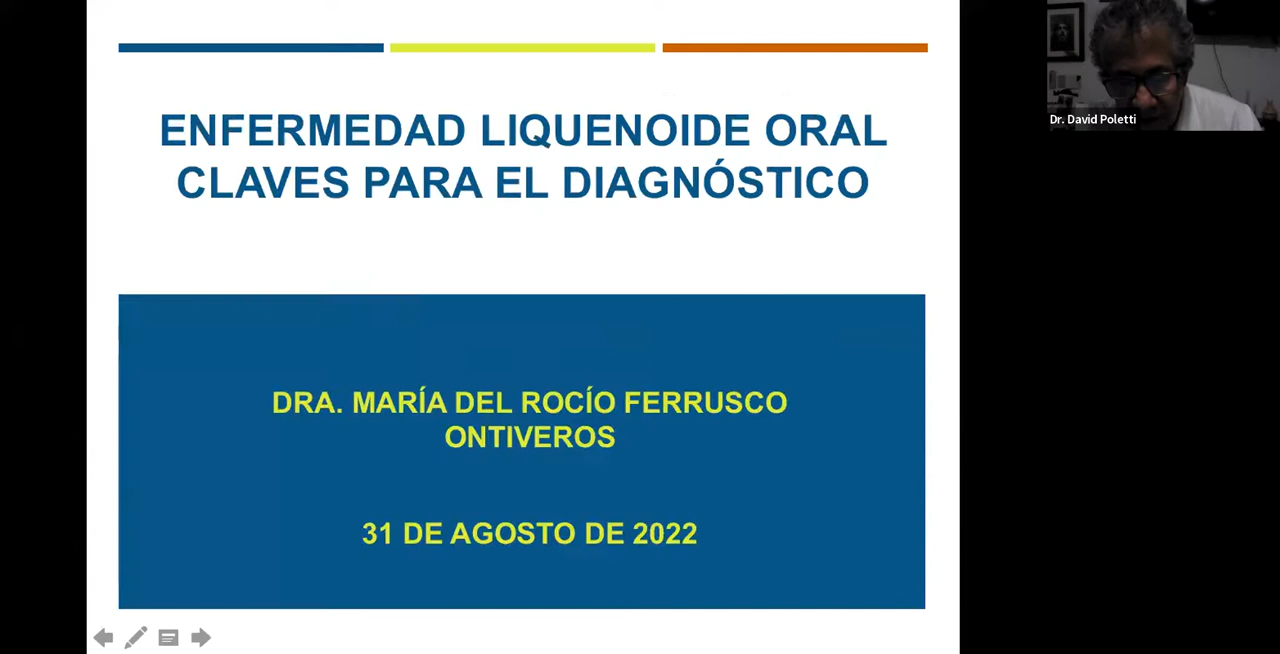 ENFERMEDAD LIQUENOIDE ORAL
CLAVES PARA EL DIAGNÓSTICO
DRA. MARÍA DEL ROCÍO FERRUSCO
ONTIVEROS
31 DE AGOSTO DE 2022
Dr. David Poletti